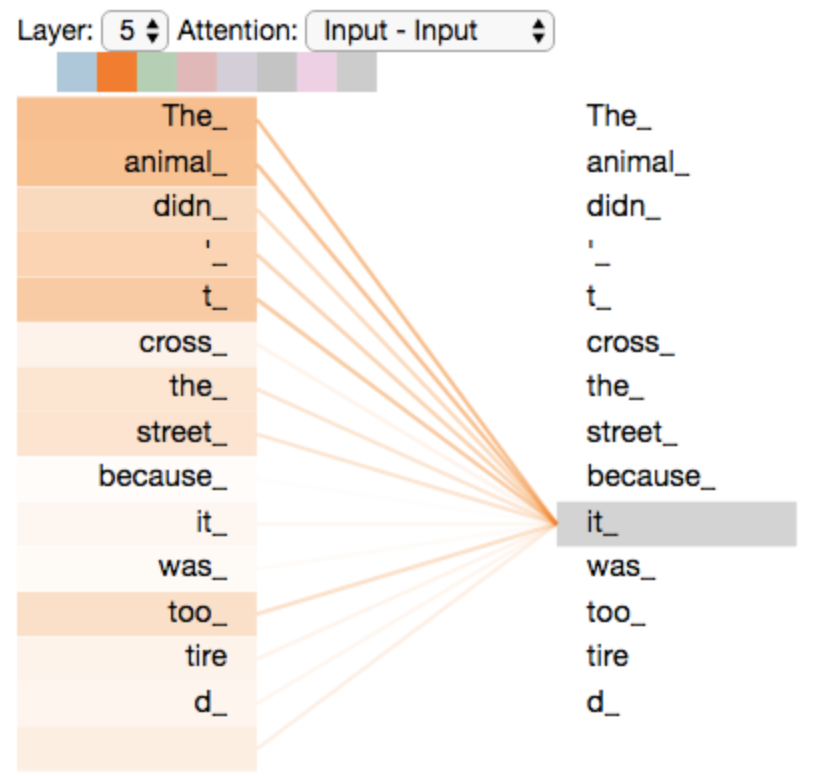 Layer: 5 Attention: Input - Input
The_ The_
animal_ animal_
didn_ didn_
'_ '_
t_ t_
cross_ cross_
the_ the_
street_ street_
because_ because_
it_ it_
was_ was_
too_ too_
tire tire
d_ d_